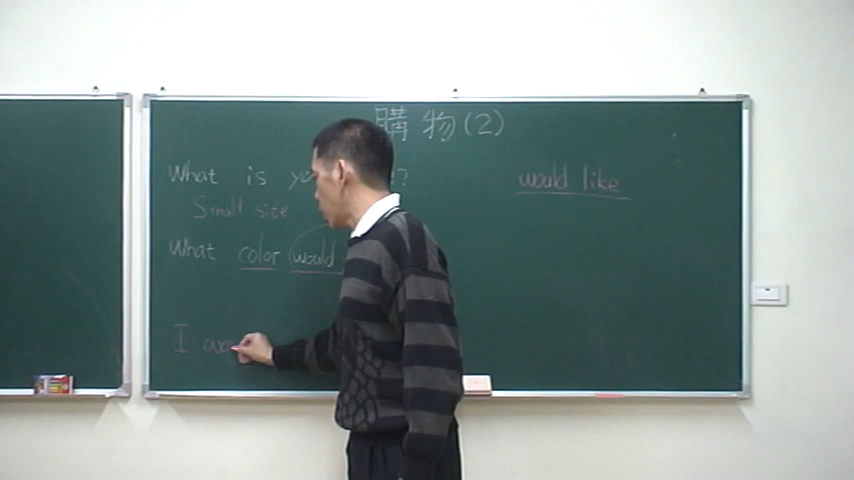 購物(2)
What is yo ?
would like
Small size
What color would
I